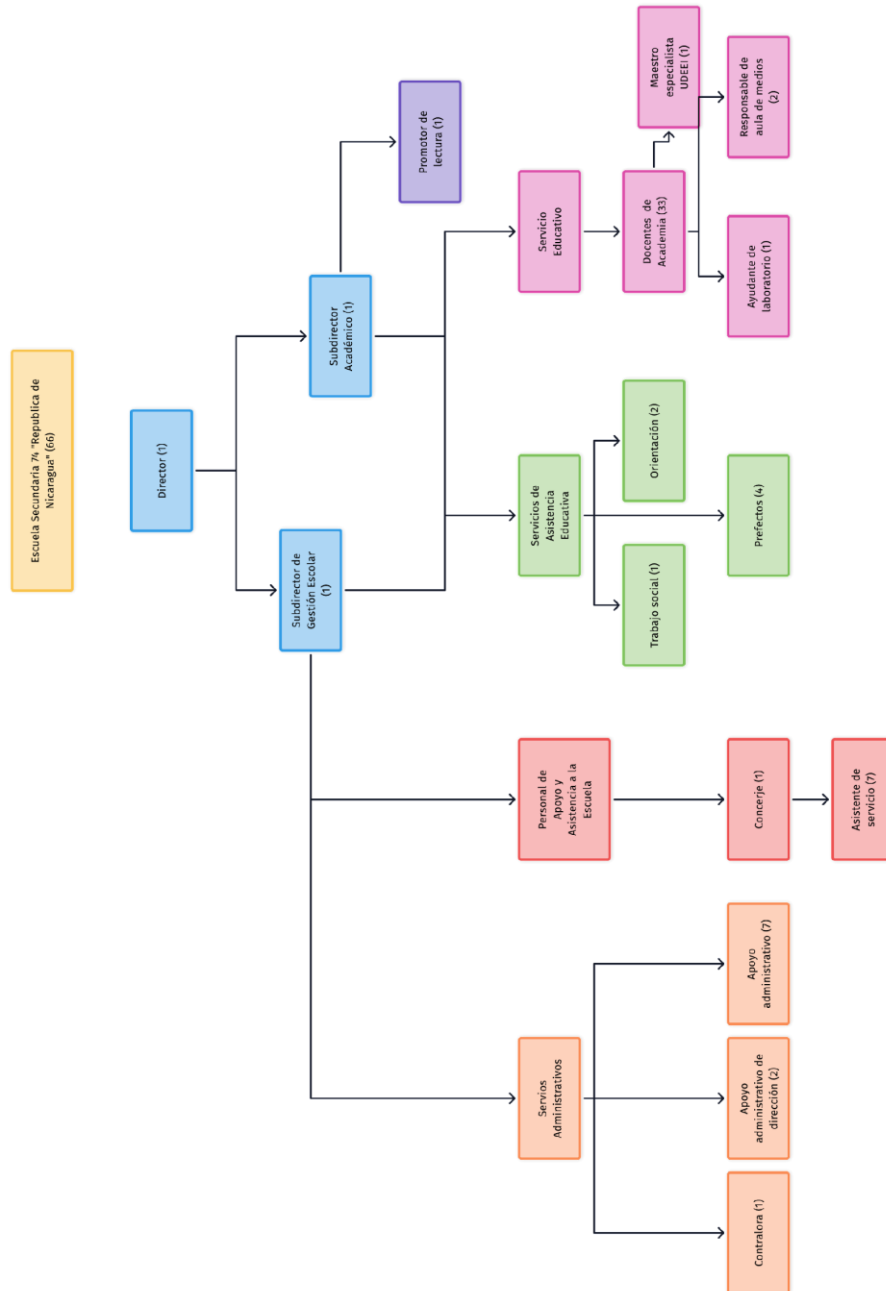 Escuela Secundaria 74 "Republica de
Nicaragua" (66)
Director (1)
Subdirector de
Gestión Escolar
(1)
Subdirector
Académico (1)
Promotor de
lectura (1)
Servios
Administrativos
Personal de
Apoyo y
Asistencia a la
Escuela
Servicios de
Asistencia
Educativa
Servicio
Educativo
Trabajo social (1)
Orientación (2)
Docentes de
Academia (33)
Maestro
especialista
UDEEI (1)
Contralora (1)
Apoyo
administrativo de
dirección (2)
Apoyo
administrativo (7)
Concerje (1)
Prefectos (4)
Ayudante de
laboratorio (1)
Responsable de
aula de medios
(2)
Asistente de
servicio (7)